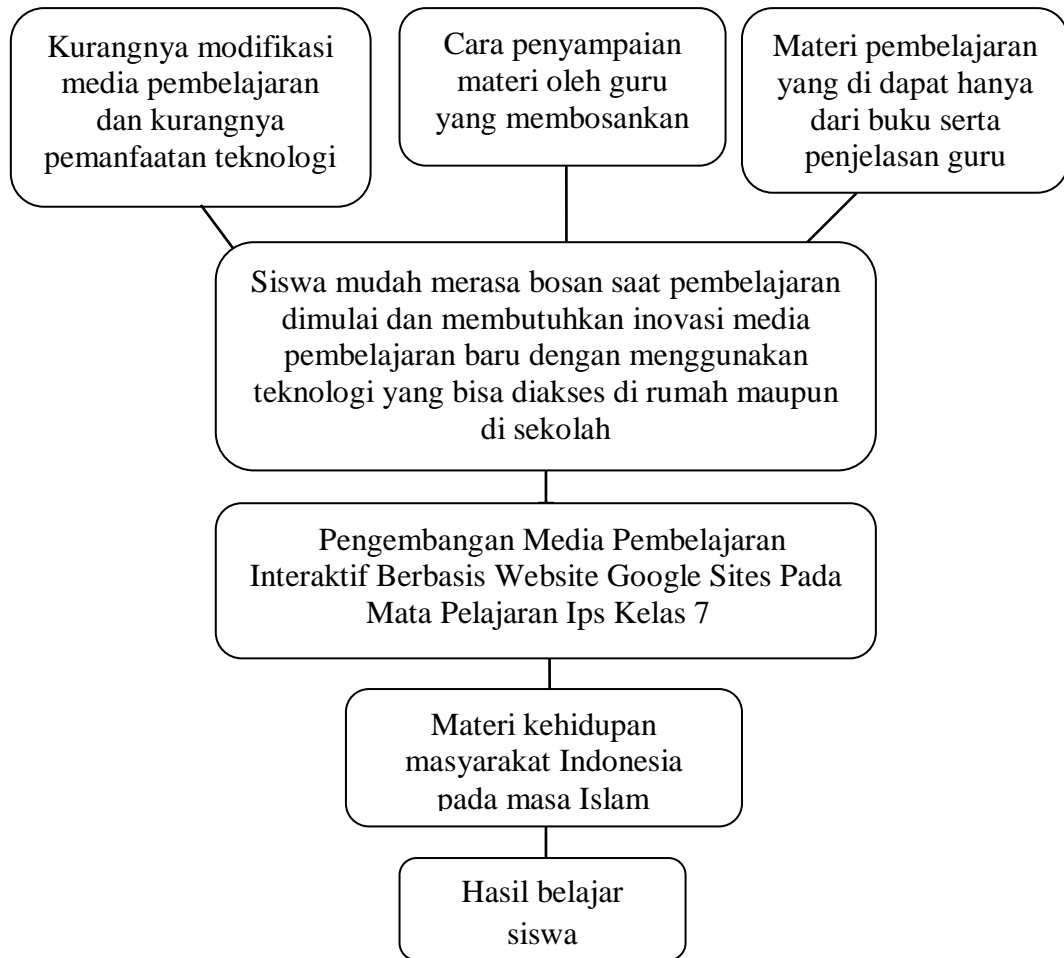 Kurangnya modifikasi
media pembelajaran
dan kurangnya
pemanfaatan teknologi
Cara penyampaian
materi oleh guru
yang membosankan
Materi pembelajaran
yang di dapat hanya
dari buku serta
penjelasan guru
Siswa mudah merasa bosan saat pembelajaran
dimulai dan membutuhkan inovasi media
pembelajaran baru dengan menggunakan
teknologi yang bisa diakses di rumah maupun
di sekolah
Pengembangan Media Pembelajaran
Interaktif Berbasis Website Google Sites Pada
Mata Pelajaran Ips Kelas 7
Materi kehidupan
masyarakat Indonesia
pada masa Islam
Hasil belajar
siswa